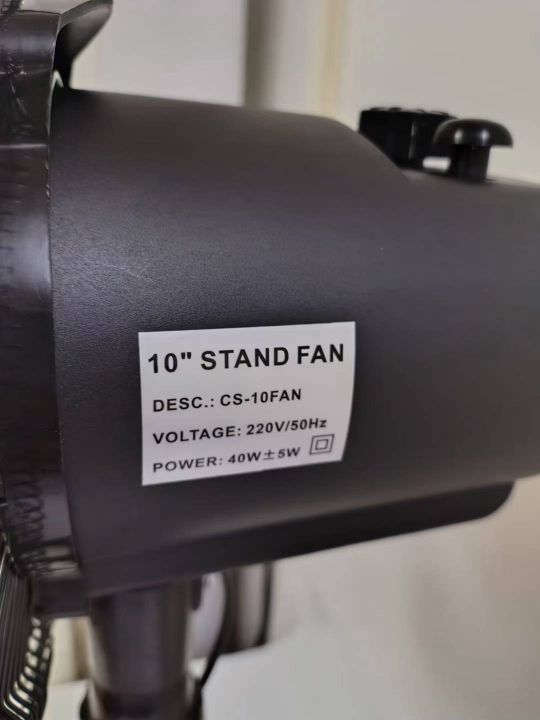 10" STAND FAN
DESC.: CS-10FAN
VOLTAGE: 220V/50Hz
POWER: 40W±5W